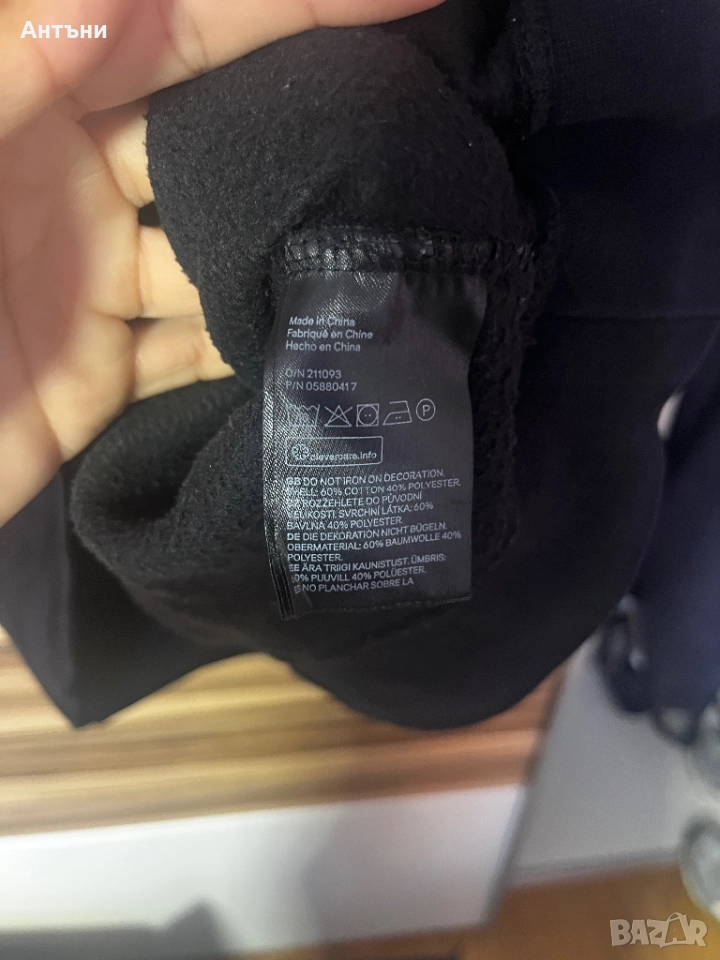 Антъни
Made in China
Fabriqué en Chine
Hecho en China
O/N 211093
P/N 05880417
P
clevercare.info
GB DO NOT IRON ON DECORATION.
SHELL: 60% COTTON 40% POLYESTER.
ROZŽEHLETE DO PŮVODNÍ
VELIKOSTI. SVRCHNÍ LÁTKA: 60%
BAVLNA 40% POLYESTER.
DE DIE DEKORATION NICHT BÜGELN.
OBERMATERIAL: 60% BAUMWOLLE 40%
POLYESTER.
EE ÄRA TRIIGI KAUNISTUST. ÜMBRIS:
60% PUUVILL 40% POLÜESTER.
ES NO PLANCHAR SOBRE LA
BAZAR